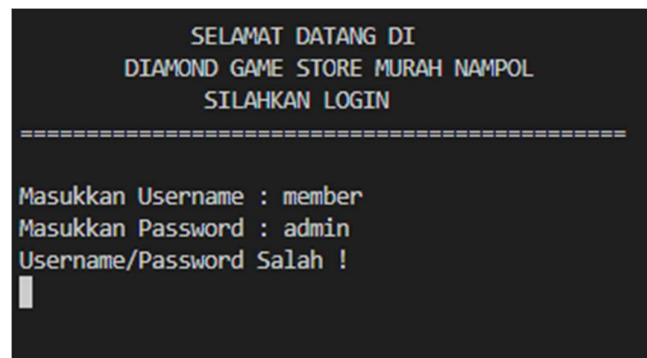 SELAMAT DATANG DI
DIAMOND GAME STORE MURAH NAMPOL
SILAHKAN LOGIN
==============================================
Masukkan Username : member
Masukkan Password : admin
Username/Password Salah !